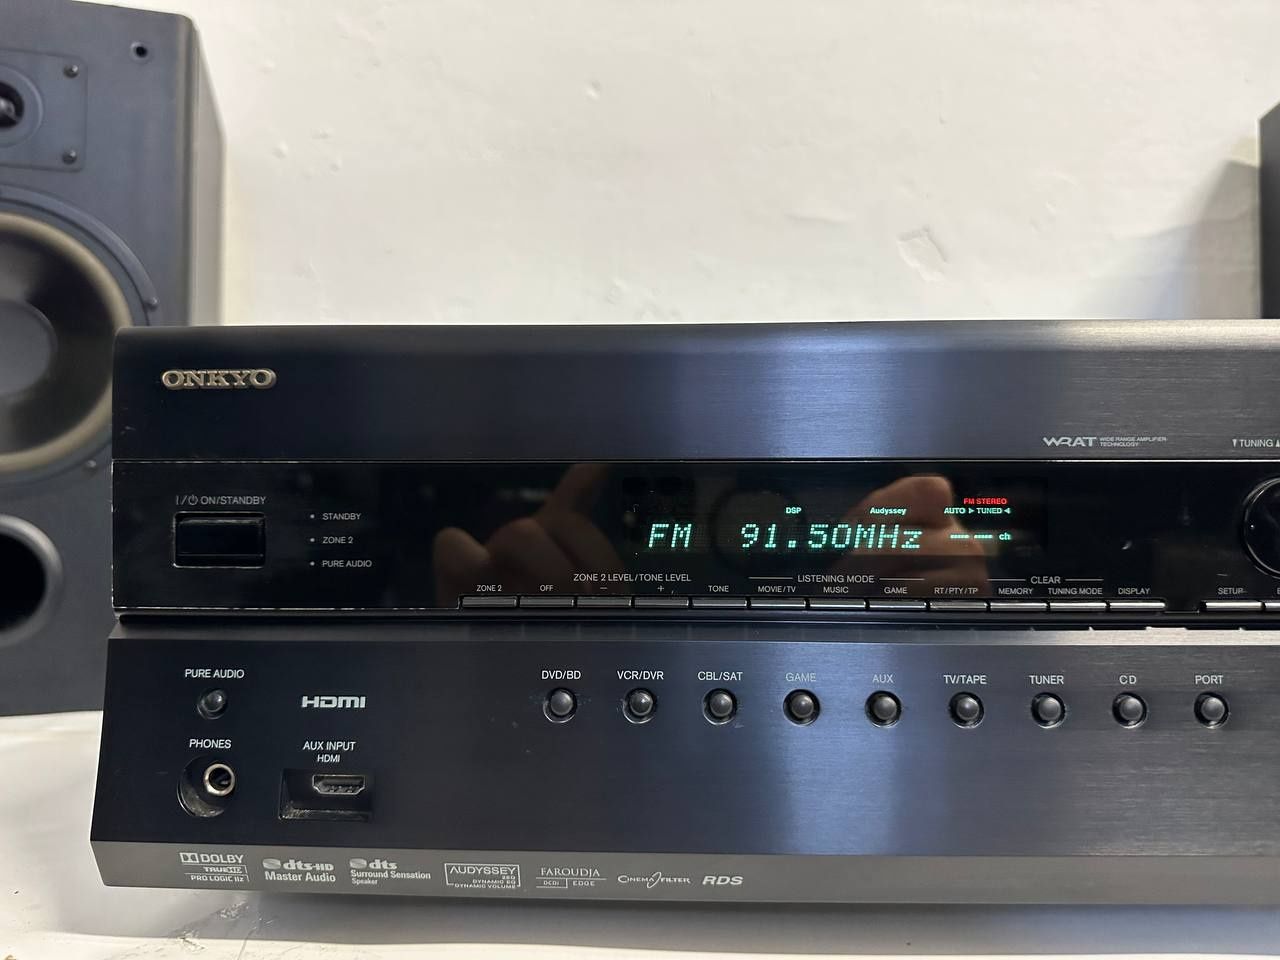 ONKYO
WRAT WIDE RANGE AMPLIFIER TECHNOLOGY
TUNING
ON/STANDBY
STANDBY
ZONE 2
PURE AUDIO
FM STEREO
DSP Audyssey AUTO TUNED
FM 91.50MHz ch
ZONE 2 LEVEL/TONE LEVEL LISTENING MODE CLEAR
ZONE 2 OFF − + TONE MOVIE/TV MUSIC GAME RT/PTY/TP MEMORY TUNING MODE DISPLAY SETUP
PURE AUDIO HDMI DVD/BD VCR/DVR CBL/SAT GAME AUX TV/TAPE TUNER CD PORT
PHONES
AUX INPUT
HDMI
DOLBY
TRUEHD
PRO LOGIC IIz
dts-HD
Master Audio
dts
Surround Sensation
Speaker
AUDYSSEY
2EQ
DYNAMIC EQ
DYNAMIC VOLUME
FAROUDJA
DCDi EDGE
CINEMA FILTER
RDS